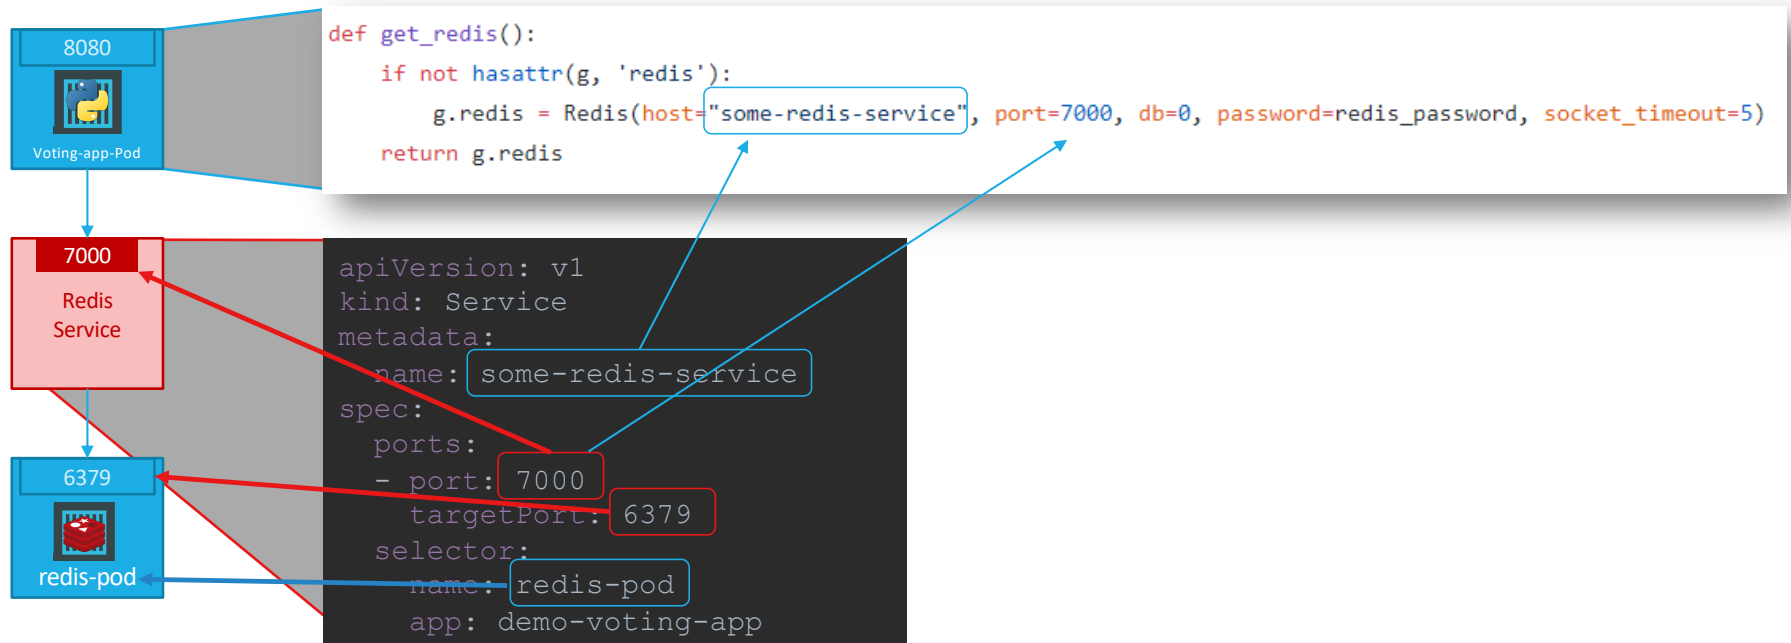 8080
Voting-app-Pod
def get_redis():
    if not hasattr(g, 'redis'):
        g.redis = Redis(host="some-redis-service", port=7000, db=0, password=redis_password, socket_timeout=5)
    return g.redis
7000
Redis
Service
6379
redis-pod
apiVersion: v1
kind: Service
metadata:
  name: some-redis-service
spec:
  ports:
  - port: 7000
    targetPort: 6379
  selector:
    name: redis-pod
    app: demo-voting-app